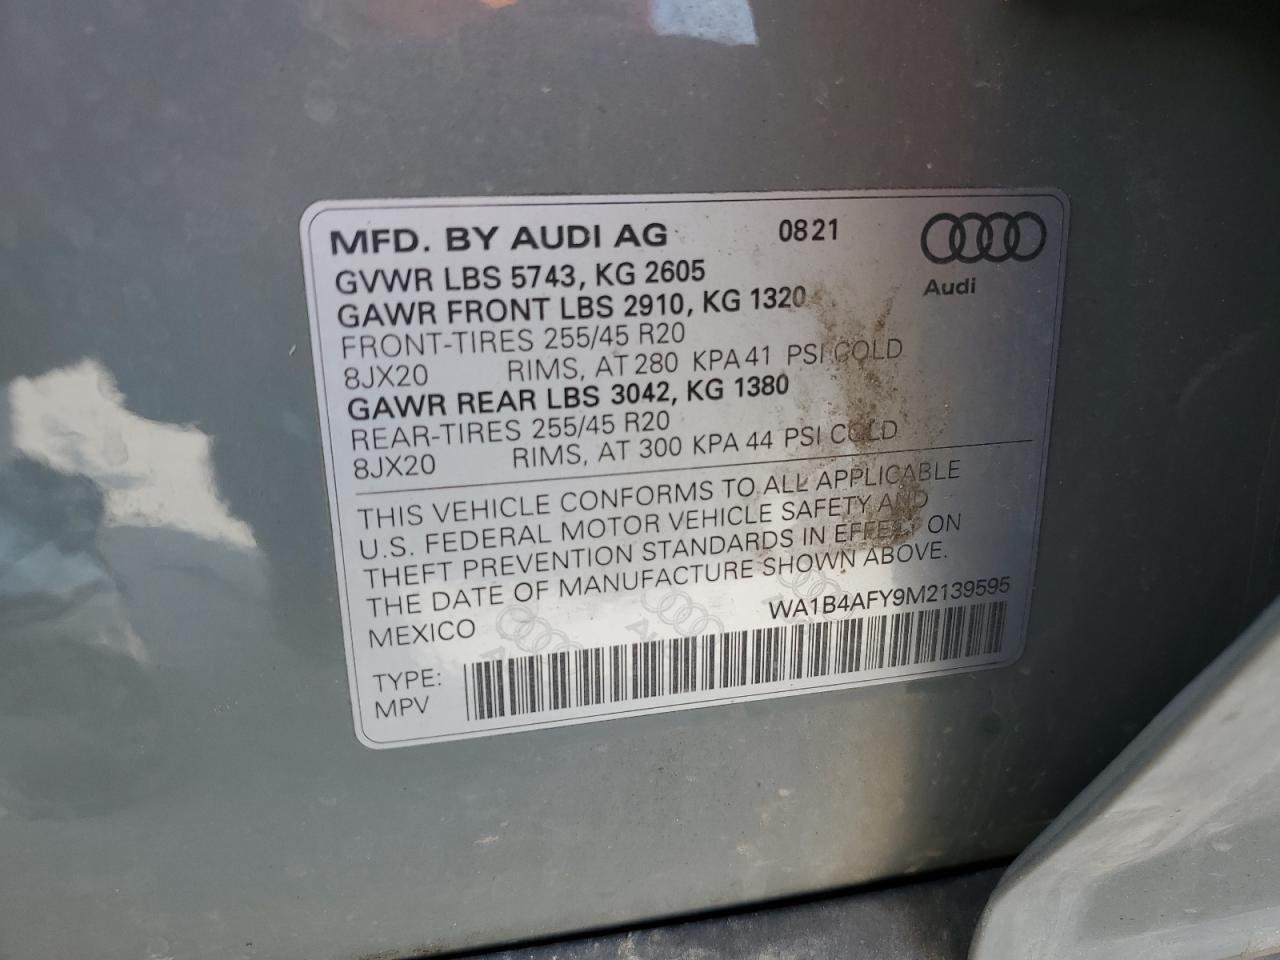 MFD. BY AUDI AG 0821
Audi
GVWR LBS 5743, KG 2605
GAWR FRONT LBS 2910, KG 1320
FRONT-TIRES 255/45 R20
8JX20 RIMS, AT 280 KPA 41 PSI COLD
GAWR REAR LBS 3042, KG 1380
REAR-TIRES 255/45 R20
8JX20 RIMS, AT 300 KPA 44 PSI COLD
THIS VEHICLE CONFORMS TO ALL APPLICABLE
U.S. FEDERAL MOTOR VEHICLE SAFETY AND
THEFT PREVENTION STANDARDS IN EFFECT ON
THE DATE OF MANUFACTURE SHOWN ABOVE.
MEXICO WA1B4AFY9M2139595
TYPE:
MPV